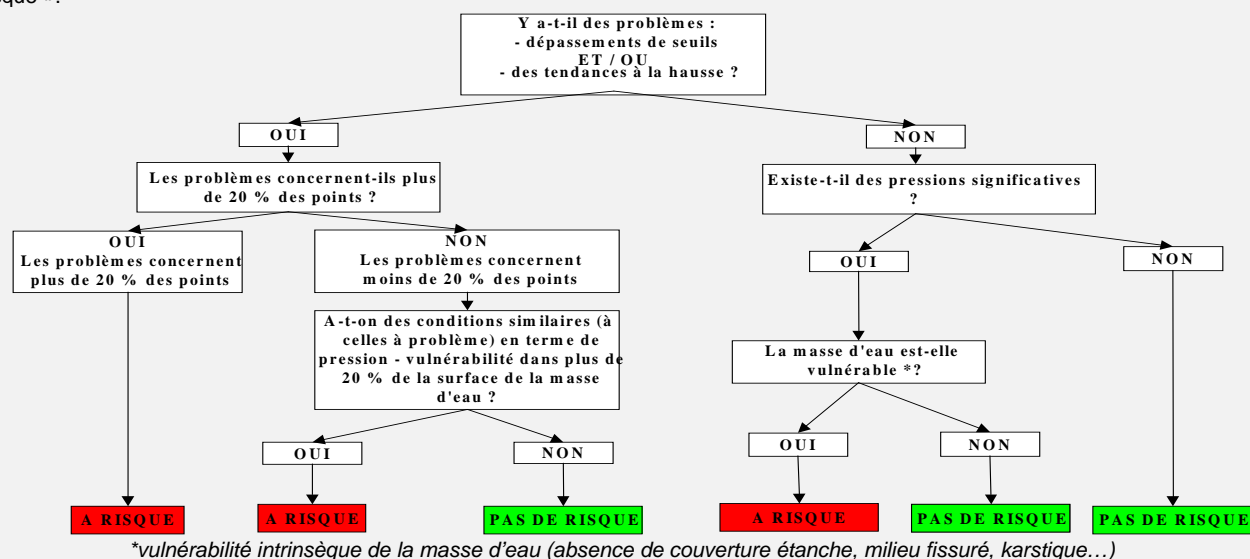 Y a-t-il des problèmes :
- dépassements de seuils
ET / OU
- des tendances à la hausse ?
OUI
NON
Les problèmes concernent-ils plus
de 20 % des points ?
Existe-t-il des pressions significatives
?
OUI
Les problèmes concernent
plus de 20 % des points
NON
Les problèmes concernent
moins de 20 % des points
OUI
NON
A-t-on des conditions similaires (à
celles à problème) en terme de
pression - vulnérabilité dans plus de
20 % de la surface de la masse
d'eau ?
La masse d'eau est-elle
vulnérable *?
OUI
NON
OUI
NON
A RISQUE
A RISQUE
PAS DE RISQUE
A RISQUE
PAS DE RISQUE
PAS DE RISQUE
*vulnérabilité intrinsèque de la masse d'eau (absence de couverture étanche, milieu fissuré, karstique…)